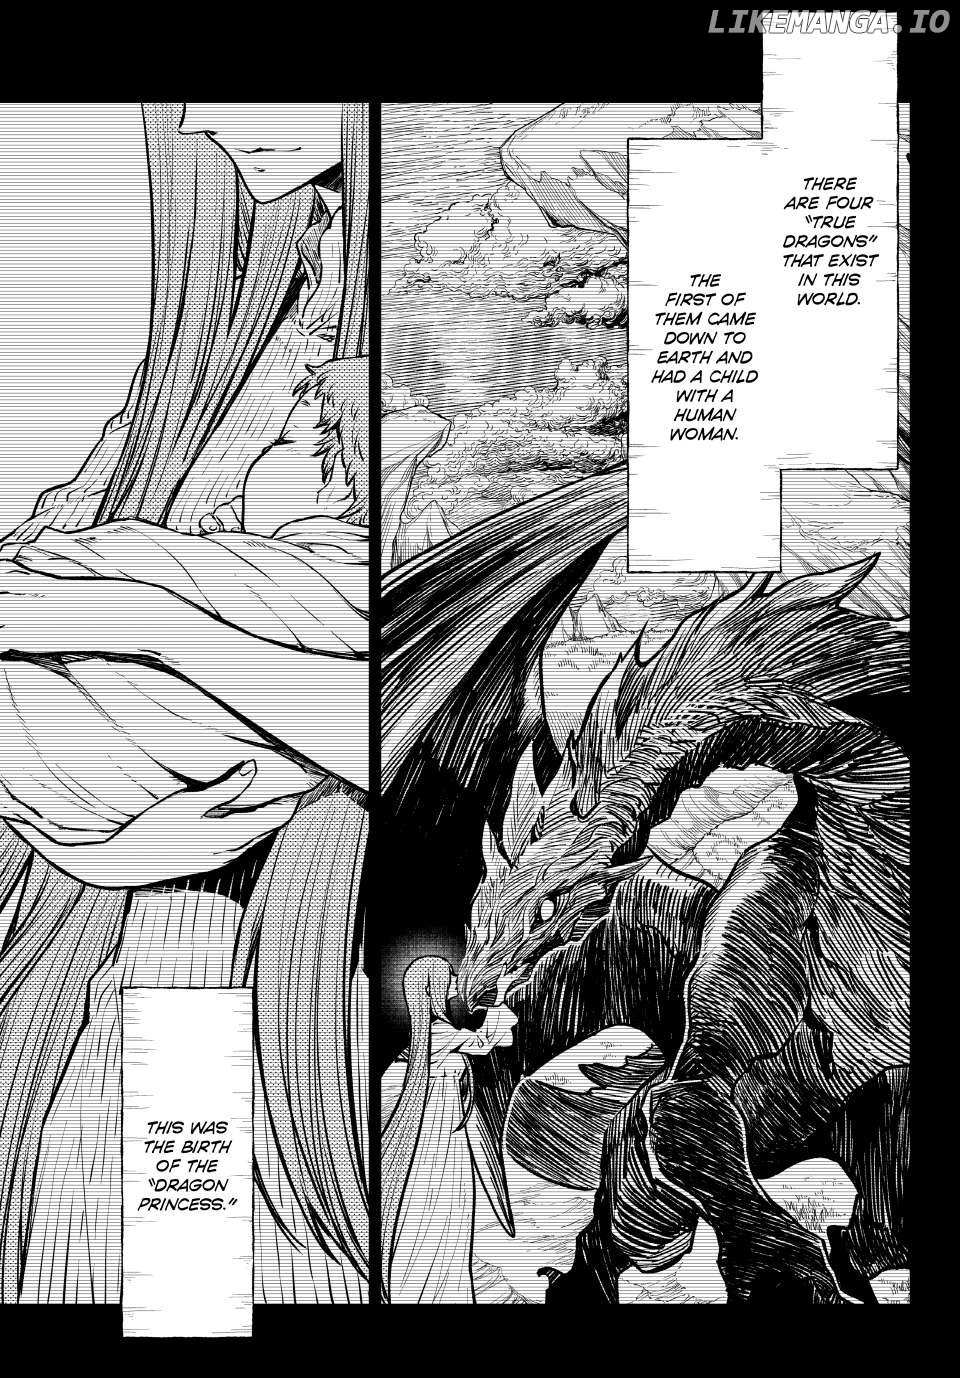 LIKEMANGA.IO
THERE
ARE FOUR
"TRUE
DRAGONS"
THAT EXIST
IN THIS
WORLD.
THE
FIRST OF
THEM CAME
DOWN TO
EARTH AND
HAD A CHILD
WITH A
HUMAN
WOMAN.
THIS WAS
THE BIRTH
OF THE
"DRAGON
PRINCESS."